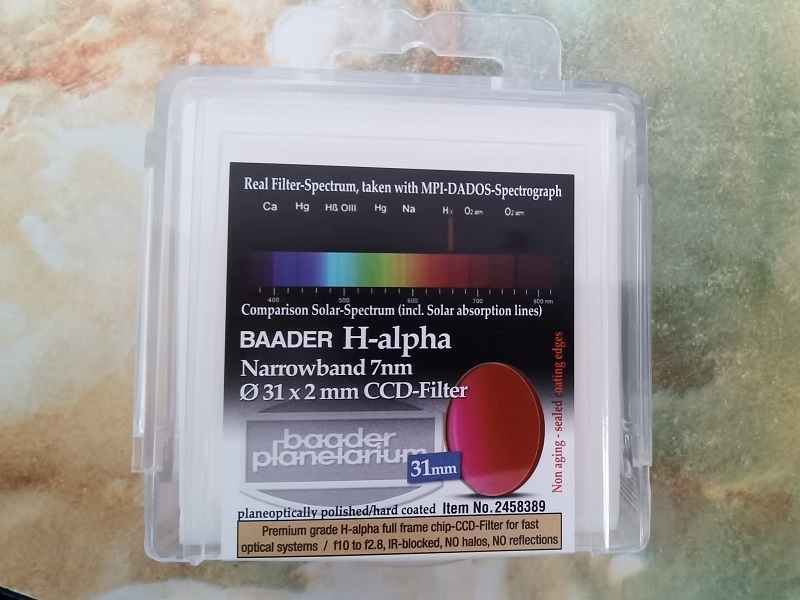 Real Filter-Spectrum, taken with MPI-DADOS-Spectrograph
Ca Hg Hß OIII Hg Na Hα O2 atm O2 atm
400 500 600 700 800 nm
Comparison Solar-Spectrum (incl. Solar absorption lines)
BAADER H-alpha
Narrowband 7nm
Ø 31 x 2 mm CCD-Filter
baader
planetarium
31mm
Non aging - sealed coating edges
planeoptically polished/hard coated Item No. 2458389
Premium grade H-alpha full frame chip-CCD-Filter for fast
optical systems / f10 to f2.8, IR-blocked, NO halos, NO reflections